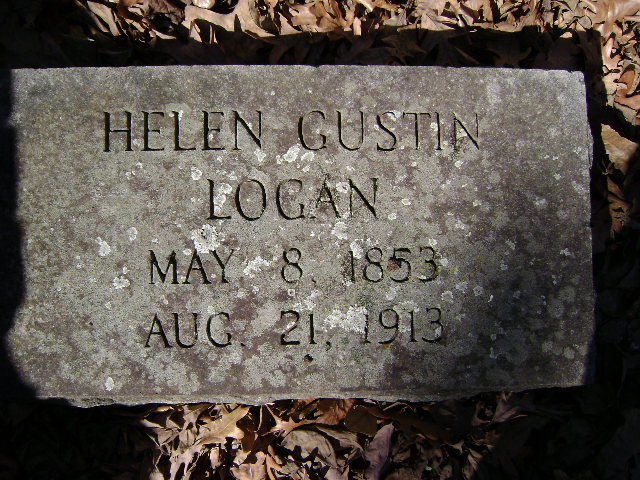 HELEN GUSTIN
LOGAN
MAY 8, 1853
AUG. 21, 1913